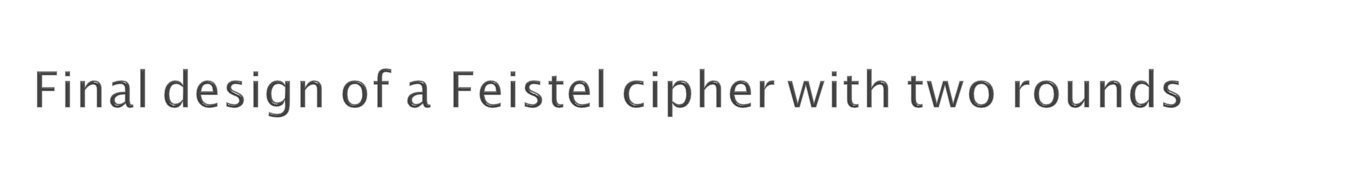 Final design of a Feistel cipher with two rounds